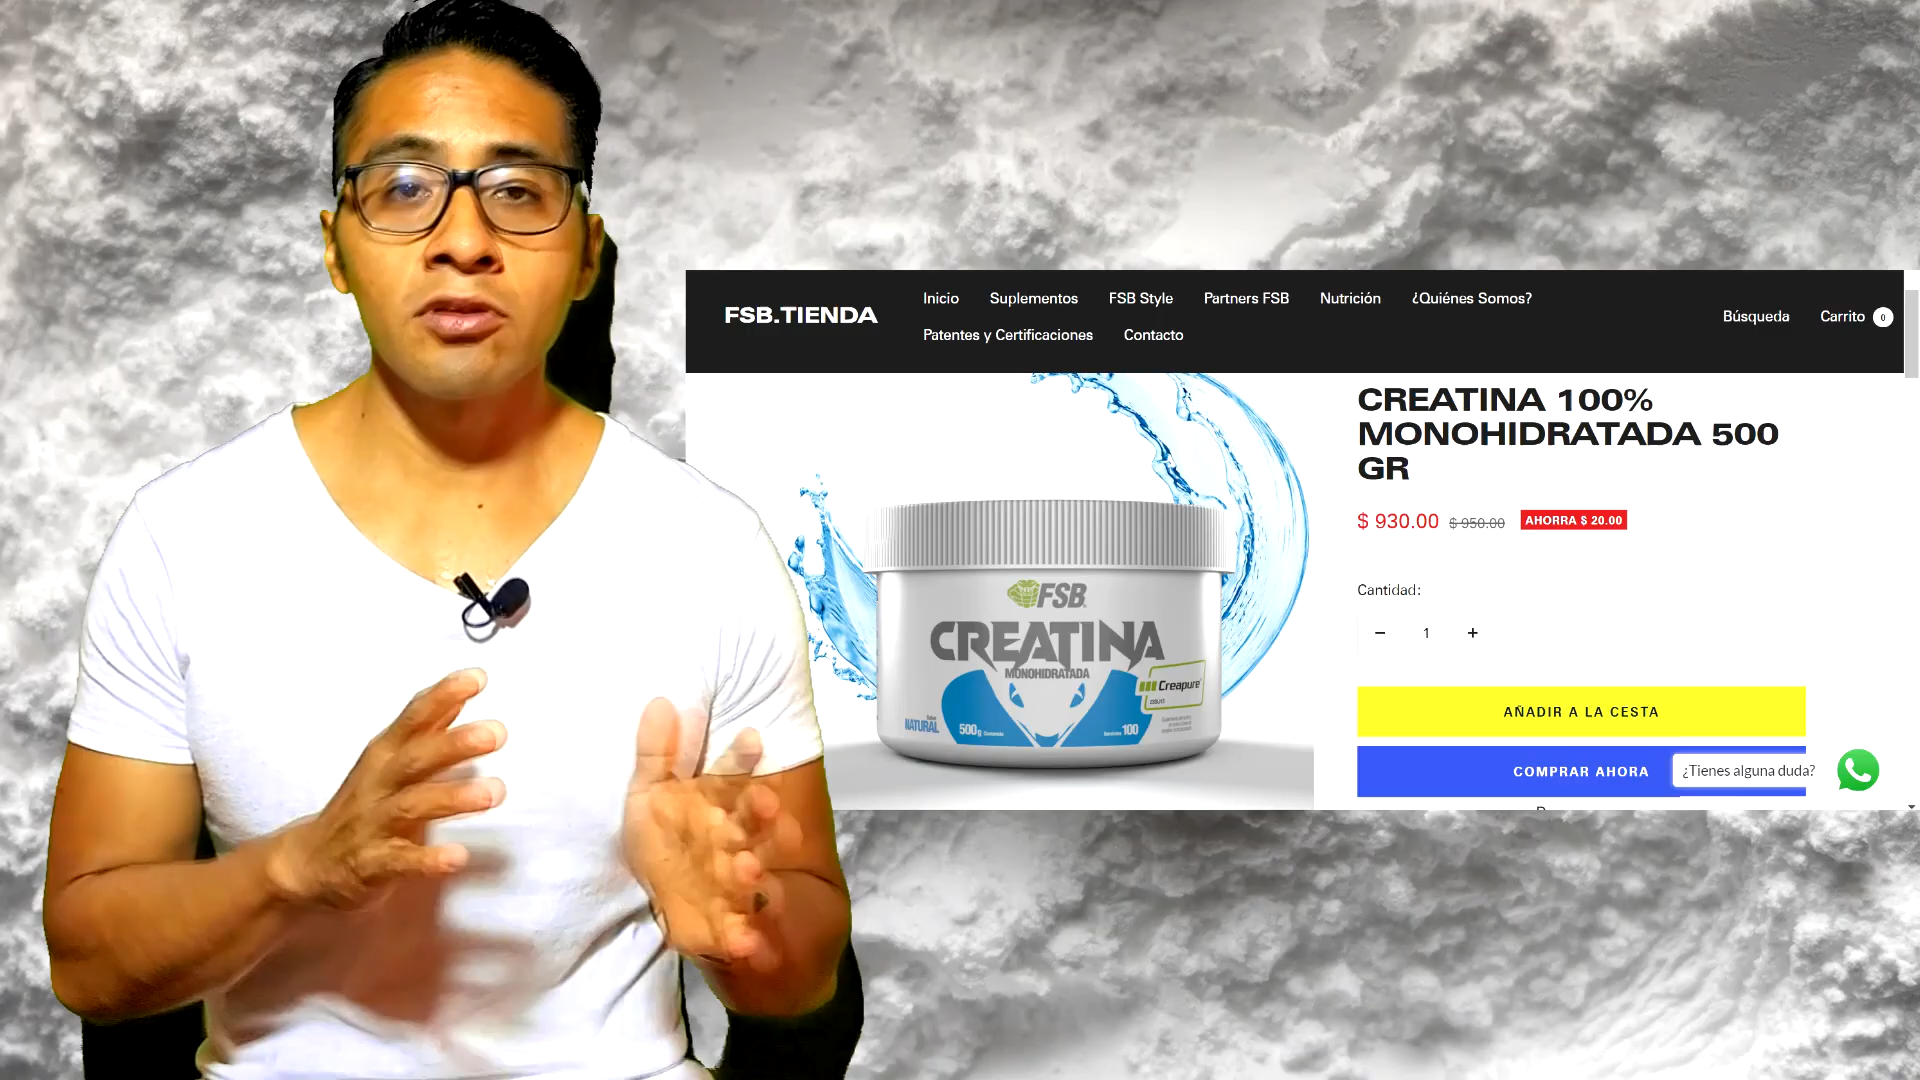 FSB.TIENDA
Inicio Suplementos FSB Style Partners FSB Nutrición ¿Quiénes Somos?
Patentes y Certificaciones Contacto
Búsqueda Carrito 0
CREATINA 100%
MONOHIDRATADA 500
GR
$ 930.00 $ 950.00 AHORRA $ 20.00
Cantidad:
− 1 +
AÑADIR A LA CESTA
COMPRAR AHORA
¿Tienes alguna duda?
FSB
CREATINA
MONOHIDRATADA
Creapure
NATURAL
500g
100